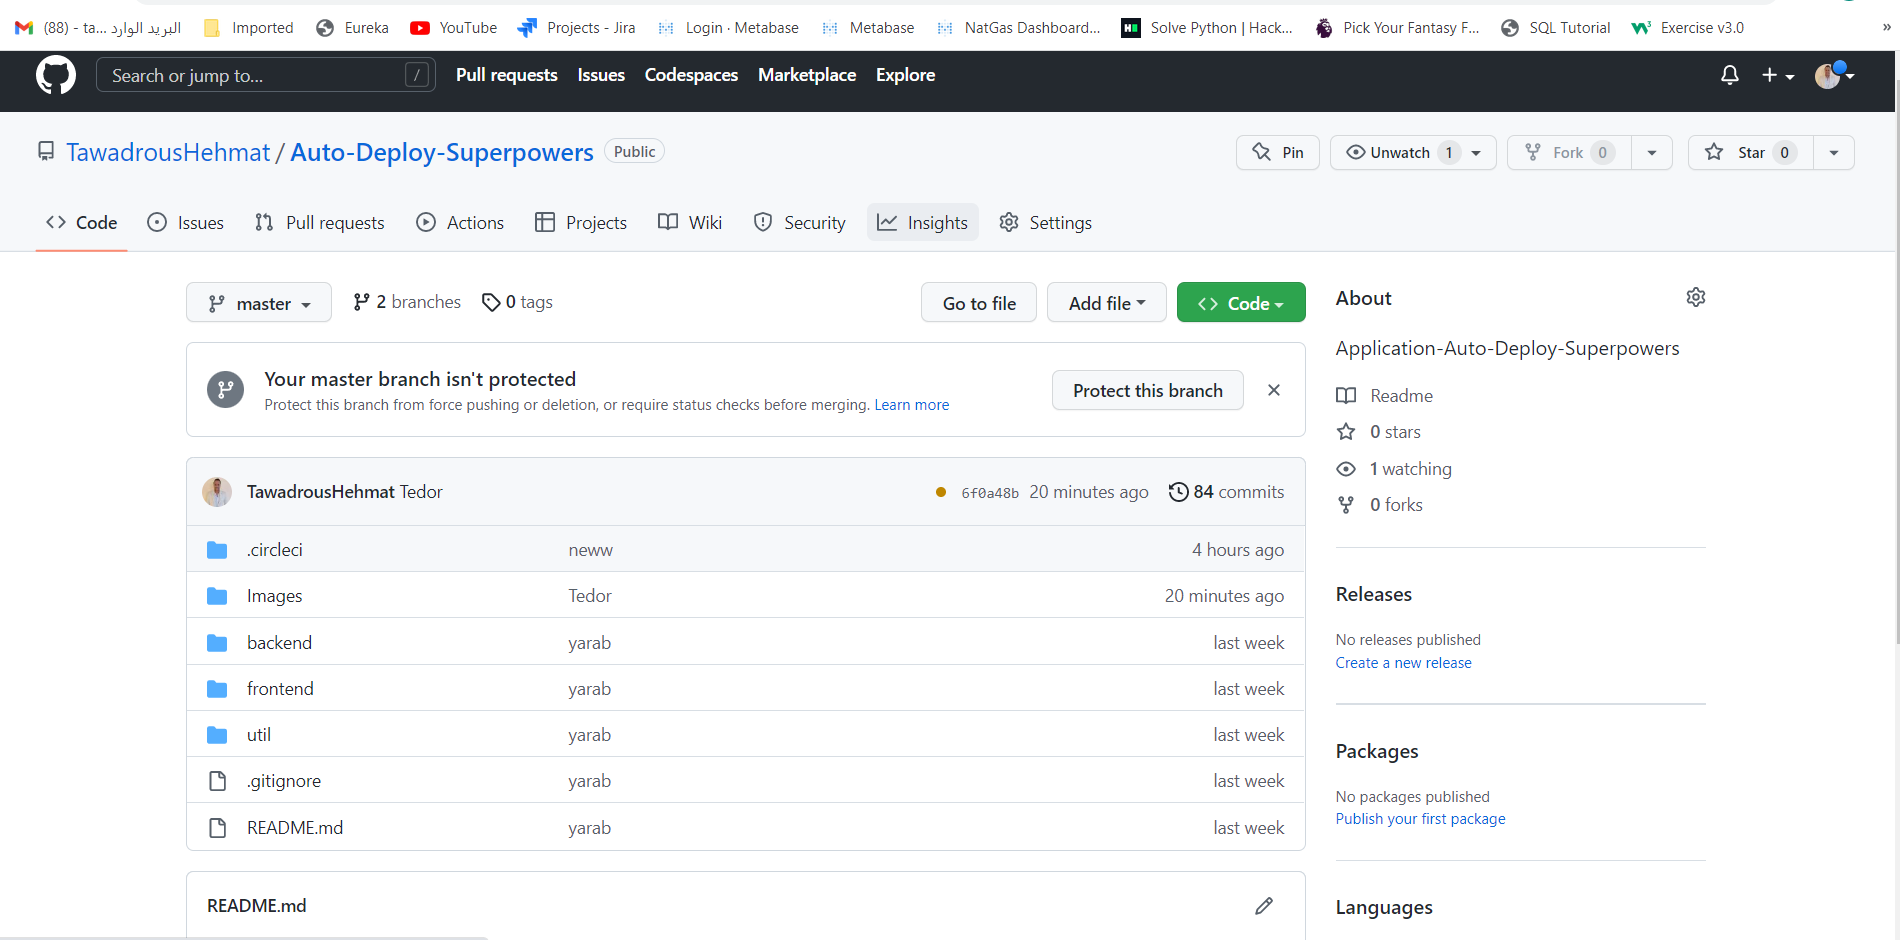 (88) - ta... البريد الوارد
Imported
Eureka
YouTube
Projects - Jira
Login · Metabase
Metabase
NatGas Dashboard...
Solve Python | Hack...
Pick Your Fantasy F...
SQL Tutorial
Exercise v3.0
»
Search or jump to...
/
Pull requests
Issues
Codespaces
Marketplace
Explore
TawadrousHehmat / Auto-Deploy-Superpowers
Public
Pin
Unwatch 1
Fork 0
Star 0
Code
Issues
Pull requests
Actions
Projects
Wiki
Security
Insights
Settings
master
2 branches
0 tags
Go to file
Add file
Code
Your master branch isn't protected
Protect this branch from force pushing or deletion, or require status checks before merging. Learn more
Protect this branch
TawadrousHehmat Tedor
6f0a48b 20 minutes ago
84 commits
.circleci neww 4 hours ago
Images Tedor 20 minutes ago
backend yarab last week
frontend yarab last week
util yarab last week
.gitignore yarab last week
README.md yarab last week
README.md
About
Application-Auto-Deploy-Superpowers
Readme
0 stars
1 watching
0 forks
Releases
No releases published
Create a new release
Packages
No packages published
Publish your first package
Languages